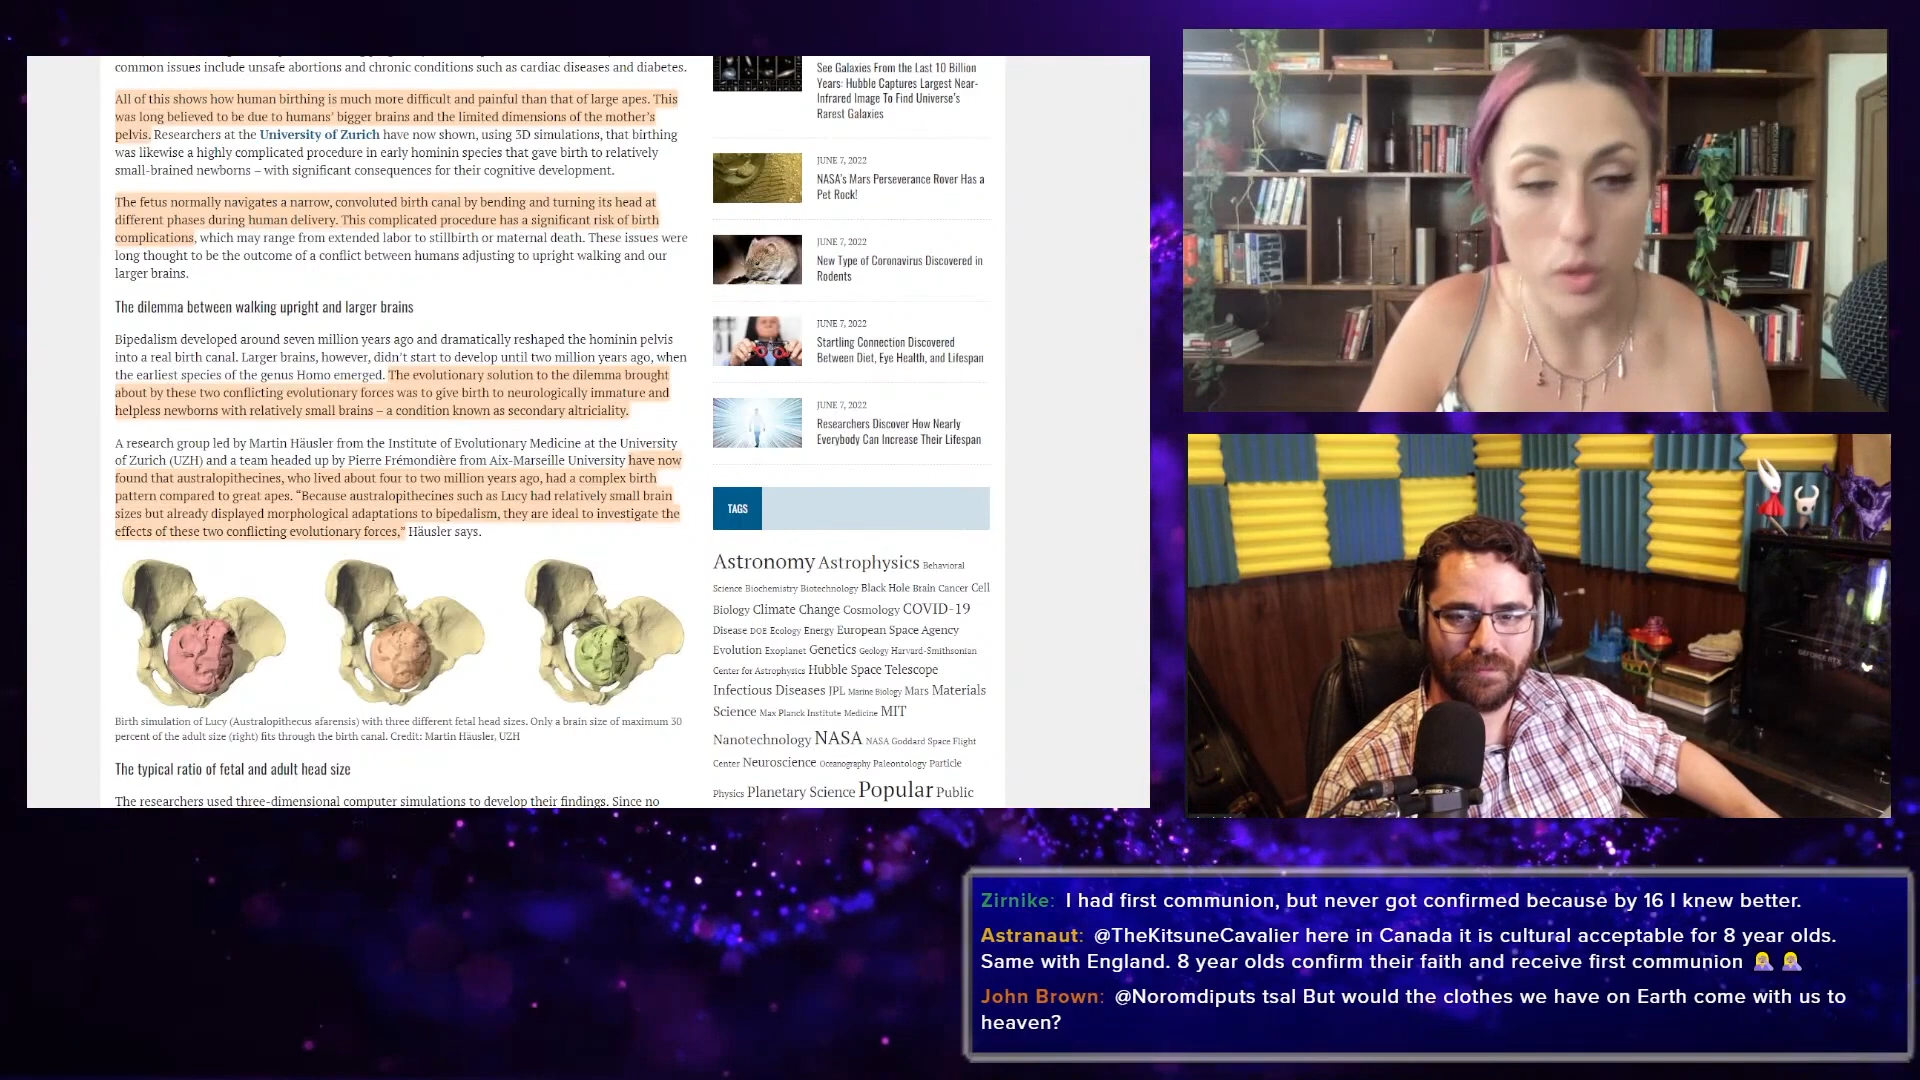 common issues include unsafe abortions and chronic conditions such as cardiac diseases and diabetes.
All of this shows how human birthing is much more difficult and painful than that of large apes. This
was long believed to be due to humans' bigger brains and the limited dimensions of the mother's
pelvis. Researchers at the University of Zurich have now shown, using 3D simulations, that birthing
was likewise a highly complicated procedure in early hominin species that gave birth to relatively
small-brained newborns – with significant consequences for their cognitive development.
The fetus normally navigates a narrow, convoluted birth canal by bending and turning its head at
different phases during human delivery. This complicated procedure has a significant risk of birth
complications, which may range from extended labor to stillbirth or maternal death. These issues were
long thought to be the outcome of a conflict between humans adjusting to upright walking and our
larger brains.
The dilemma between walking upright and larger brains
Bipedalism developed around seven million years ago and dramatically reshaped the hominin pelvis
into a real birth canal. Larger brains, however, didn't start to develop until two million years ago, when
the earliest species of the genus Homo emerged. The evolutionary solution to the dilemma brought
about by these two conflicting evolutionary forces was to give birth to neurologically immature and
helpless newborns with relatively small brains – a condition known as secondary altriciality.
A research group led by Martin Häusler from the Institute of Evolutionary Medicine at the University
of Zurich (UZH) and a team headed up by Pierre Frémondière from Aix-Marseille University have now
found that australopithecines, who lived about four to two million years ago, had a complex birth
pattern compared to great apes. “Because australopithecines such as Lucy had relatively small brain
sizes but already displayed morphological adaptations to bipedalism, they are ideal to investigate the
effects of these two conflicting evolutionary forces,” Häusler says.
Birth simulation of Lucy (Australopithecus afarensis) with three different fetal head sizes. Only a brain size of maximum 30
percent of the adult size (right) fits through the birth canal. Credit: Martin Häusler, UZH
The typical ratio of fetal and adult head size
The researchers used three-dimensional computer simulations to develop their findings. Since no
See Galaxies From the Last 10 Billion
Years: Hubble Captures Largest Near-
Infrared Image To Find Universe's
Rarest Galaxies
JUNE 7, 2022
NASA's Mars Perseverance Rover Has a
Pet Rock!
JUNE 7, 2022
New Type of Coronavirus Discovered in
Rodents
JUNE 7, 2022
Startling Connection Discovered
Between Diet, Eye Health, and Lifespan
JUNE 7, 2022
Researchers Discover How Nearly
Everybody Can Increase Their Lifespan
TAGS
Astronomy Astrophysics Behavioral
Science Biochemistry Biotechnology Black Hole Brain Cancer Cell
Biology Climate Change Cosmology COVID-19
Disease DOE Ecology Energy European Space Agency
Evolution Exoplanet Genetics Geology Harvard-Smithsonian
Center for Astrophysics Hubble Space Telescope
Infectious Diseases JPL Marine Biology Mars Materials
Science Max Planck Institute Medicine MIT
Nanotechnology NASA NASA Goddard Space Flight
Center Neuroscience Oceanography Paleontology Particle
Physics Planetary Science Popular Public
GEFORCE RTX
Zirnike: I had first communion, but never got confirmed because by 16 I knew better.
Astranaut: @TheKitsuneCavalier here in Canada it is cultural acceptable for 8 year olds.
Same with England. 8 year olds confirm their faith and receive first communion 🤦‍♀️ 🤦‍♀️
John Brown: @Noromdiputs tsal But would the clothes we have on Earth come with us to
heaven?